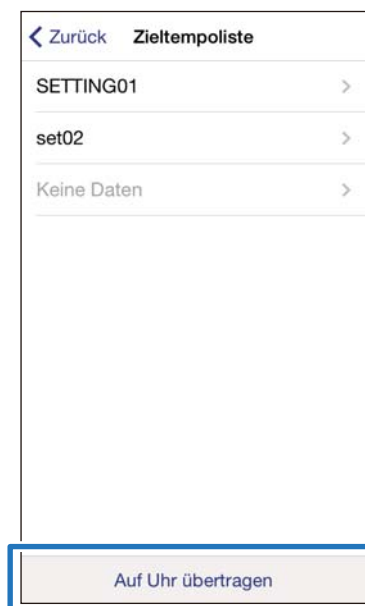 Zurück Zieltempoliste
SETTING01
set02
Keine Daten
Auf Uhr übertragen